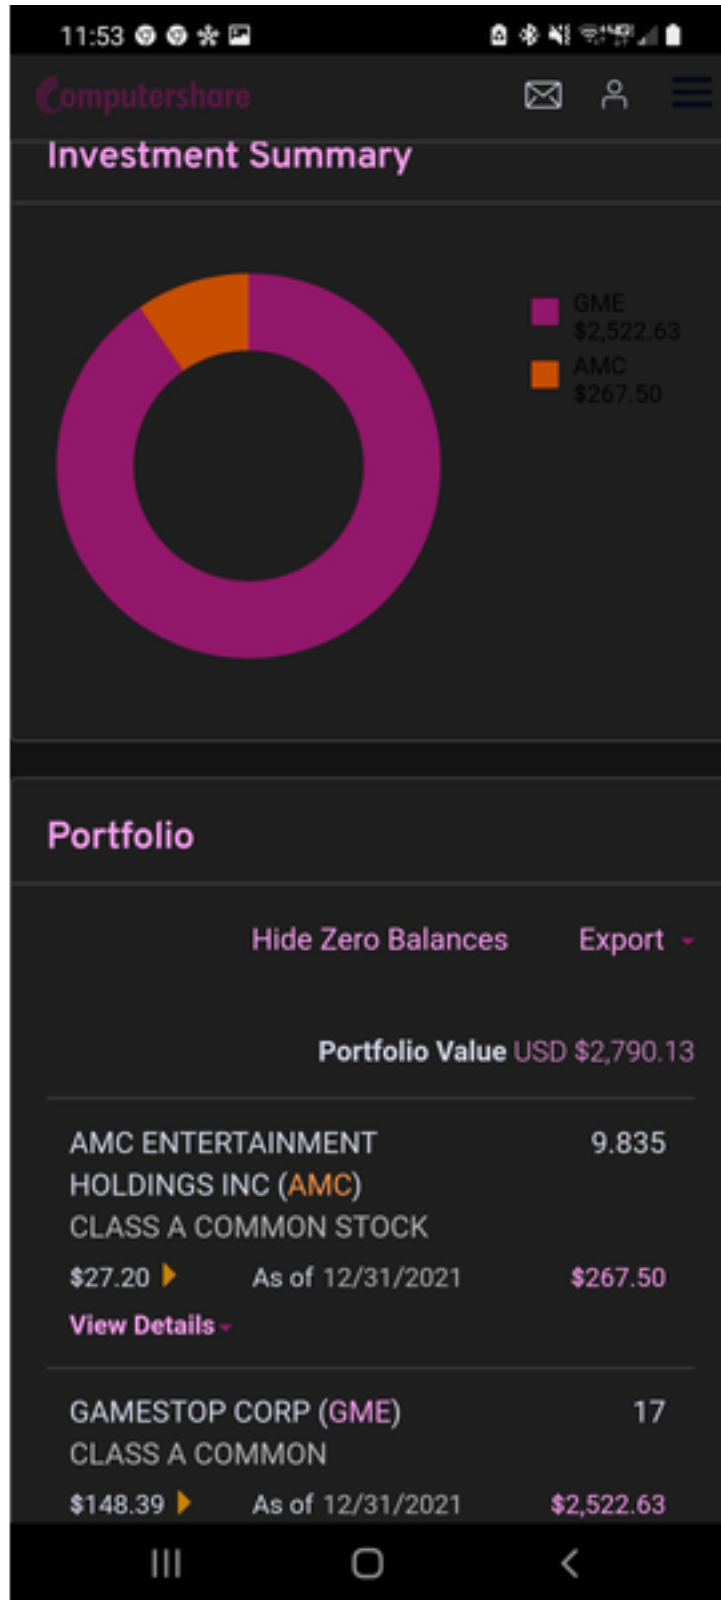 11:53
Computershare
Investment Summary
GME
$2,522.63
AMC
$267.50
Portfolio
Hide Zero Balances Export
Portfolio Value USD $2,790.13
AMC ENTERTAINMENT 9.835
HOLDINGS INC (AMC)
CLASS A COMMON STOCK
$27.20 As of 12/31/2021 $267.50
View Details
GAMESTOP CORP (GME) 17
CLASS A COMMON
$148.39 As of 12/31/2021 $2,522.63